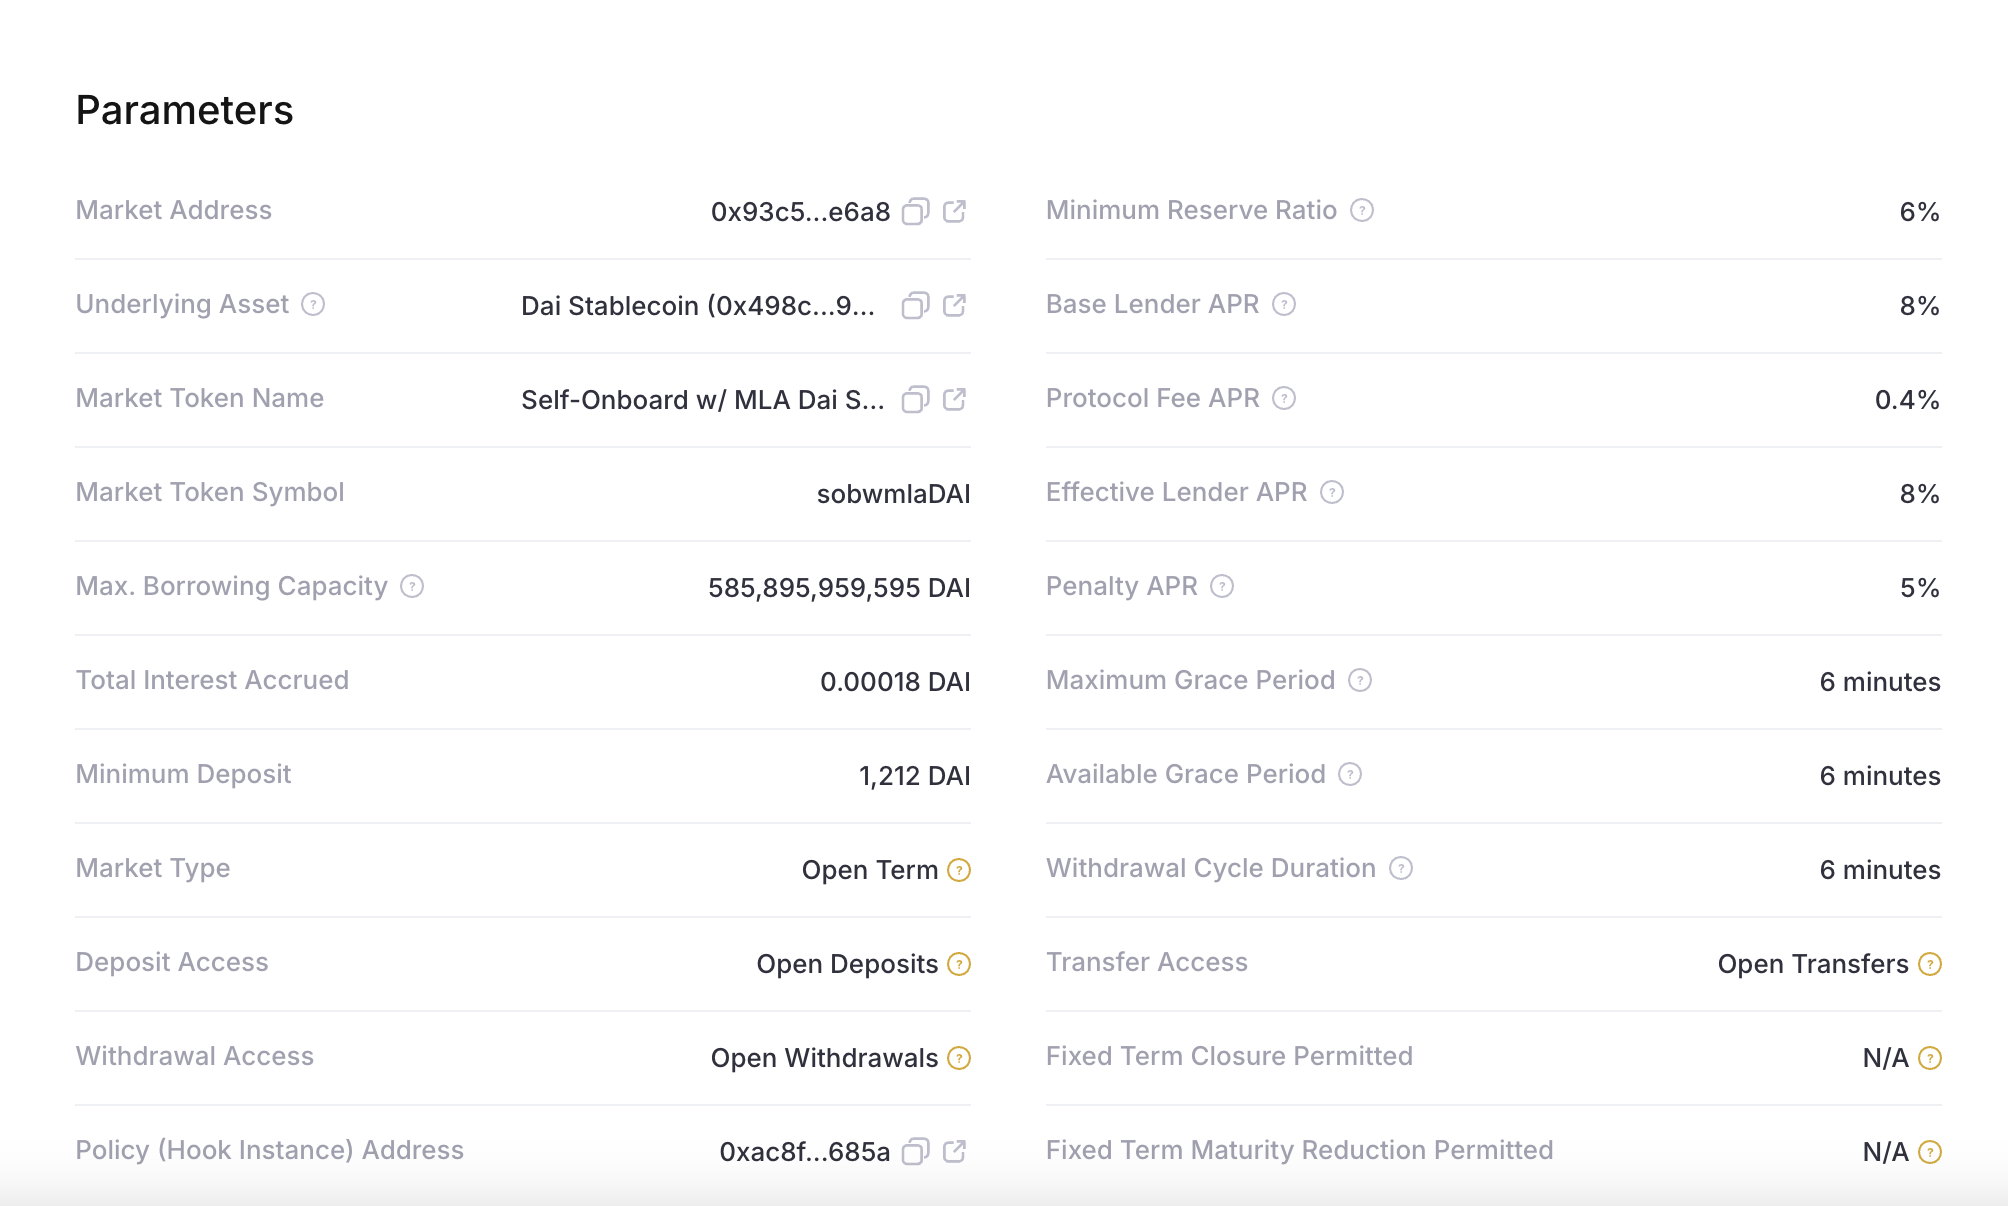 Parameters
Market Address 0x93c5...e6a8
Underlying Asset ? Dai Stablecoin (0x498c...9...
Market Token Name Self-Onboard w/ MLA Dai S...
Market Token Symbol sobwmlaDAI
Max. Borrowing Capacity ? 585,895,959,595 DAI
Total Interest Accrued 0.00018 DAI
Minimum Deposit 1,212 DAI
Market Type Open Term ?
Deposit Access Open Deposits ?
Withdrawal Access Open Withdrawals ?
Policy (Hook Instance) Address 0xac8f...685a
Minimum Reserve Ratio ? 6%
Base Lender APR ? 8%
Protocol Fee APR ? 0.4%
Effective Lender APR ? 8%
Penalty APR ? 5%
Maximum Grace Period ? 6 minutes
Available Grace Period ? 6 minutes
Withdrawal Cycle Duration ? 6 minutes
Transfer Access Open Transfers ?
Fixed Term Closure Permitted N/A ?
Fixed Term Maturity Reduction Permitted N/A ?